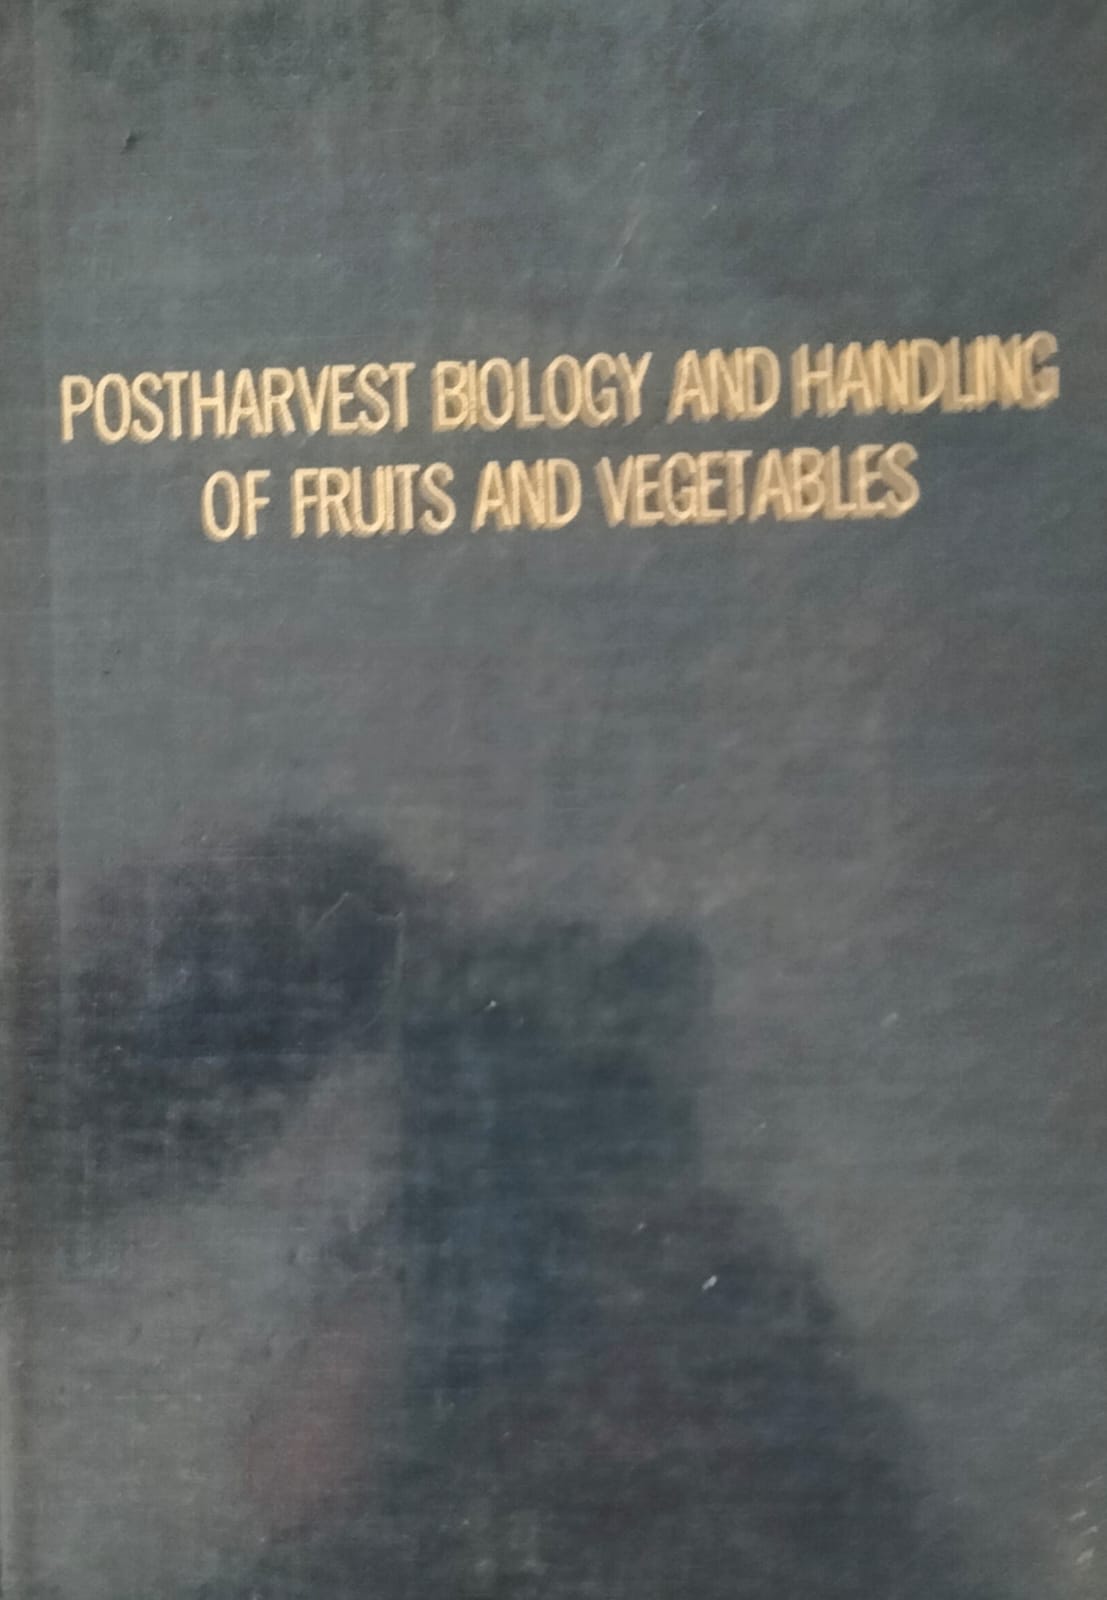 POSTHARVEST BIOLOGY AND HANDLING
OF FRUITS AND VEGETABLES